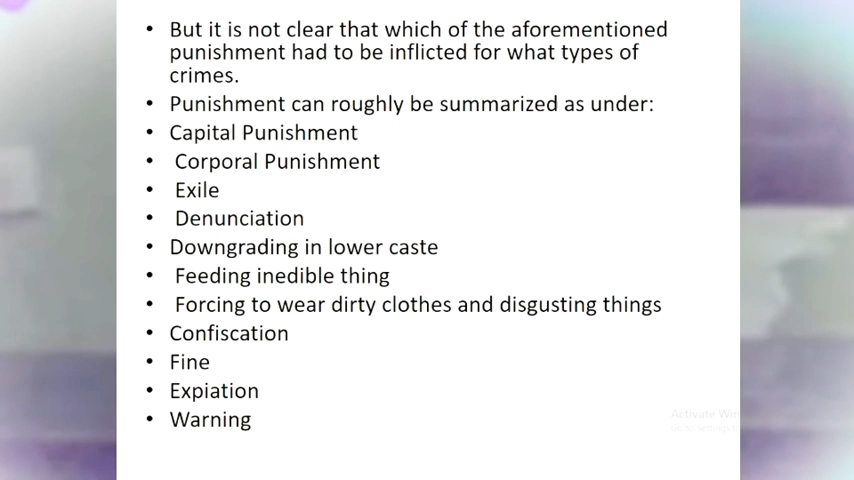 • But it is not clear that which of the aforementioned
punishment had to be inflicted for what types of
crimes.
• Punishment can roughly be summarized as under:
• Capital Punishment
• Corporal Punishment
• Exile
• Denunciation
• Downgrading in lower caste
• Feeding inedible thing
• Forcing to wear dirty clothes and disgusting things
• Confiscation
• Fine
• Expiation
• Warning
Activate